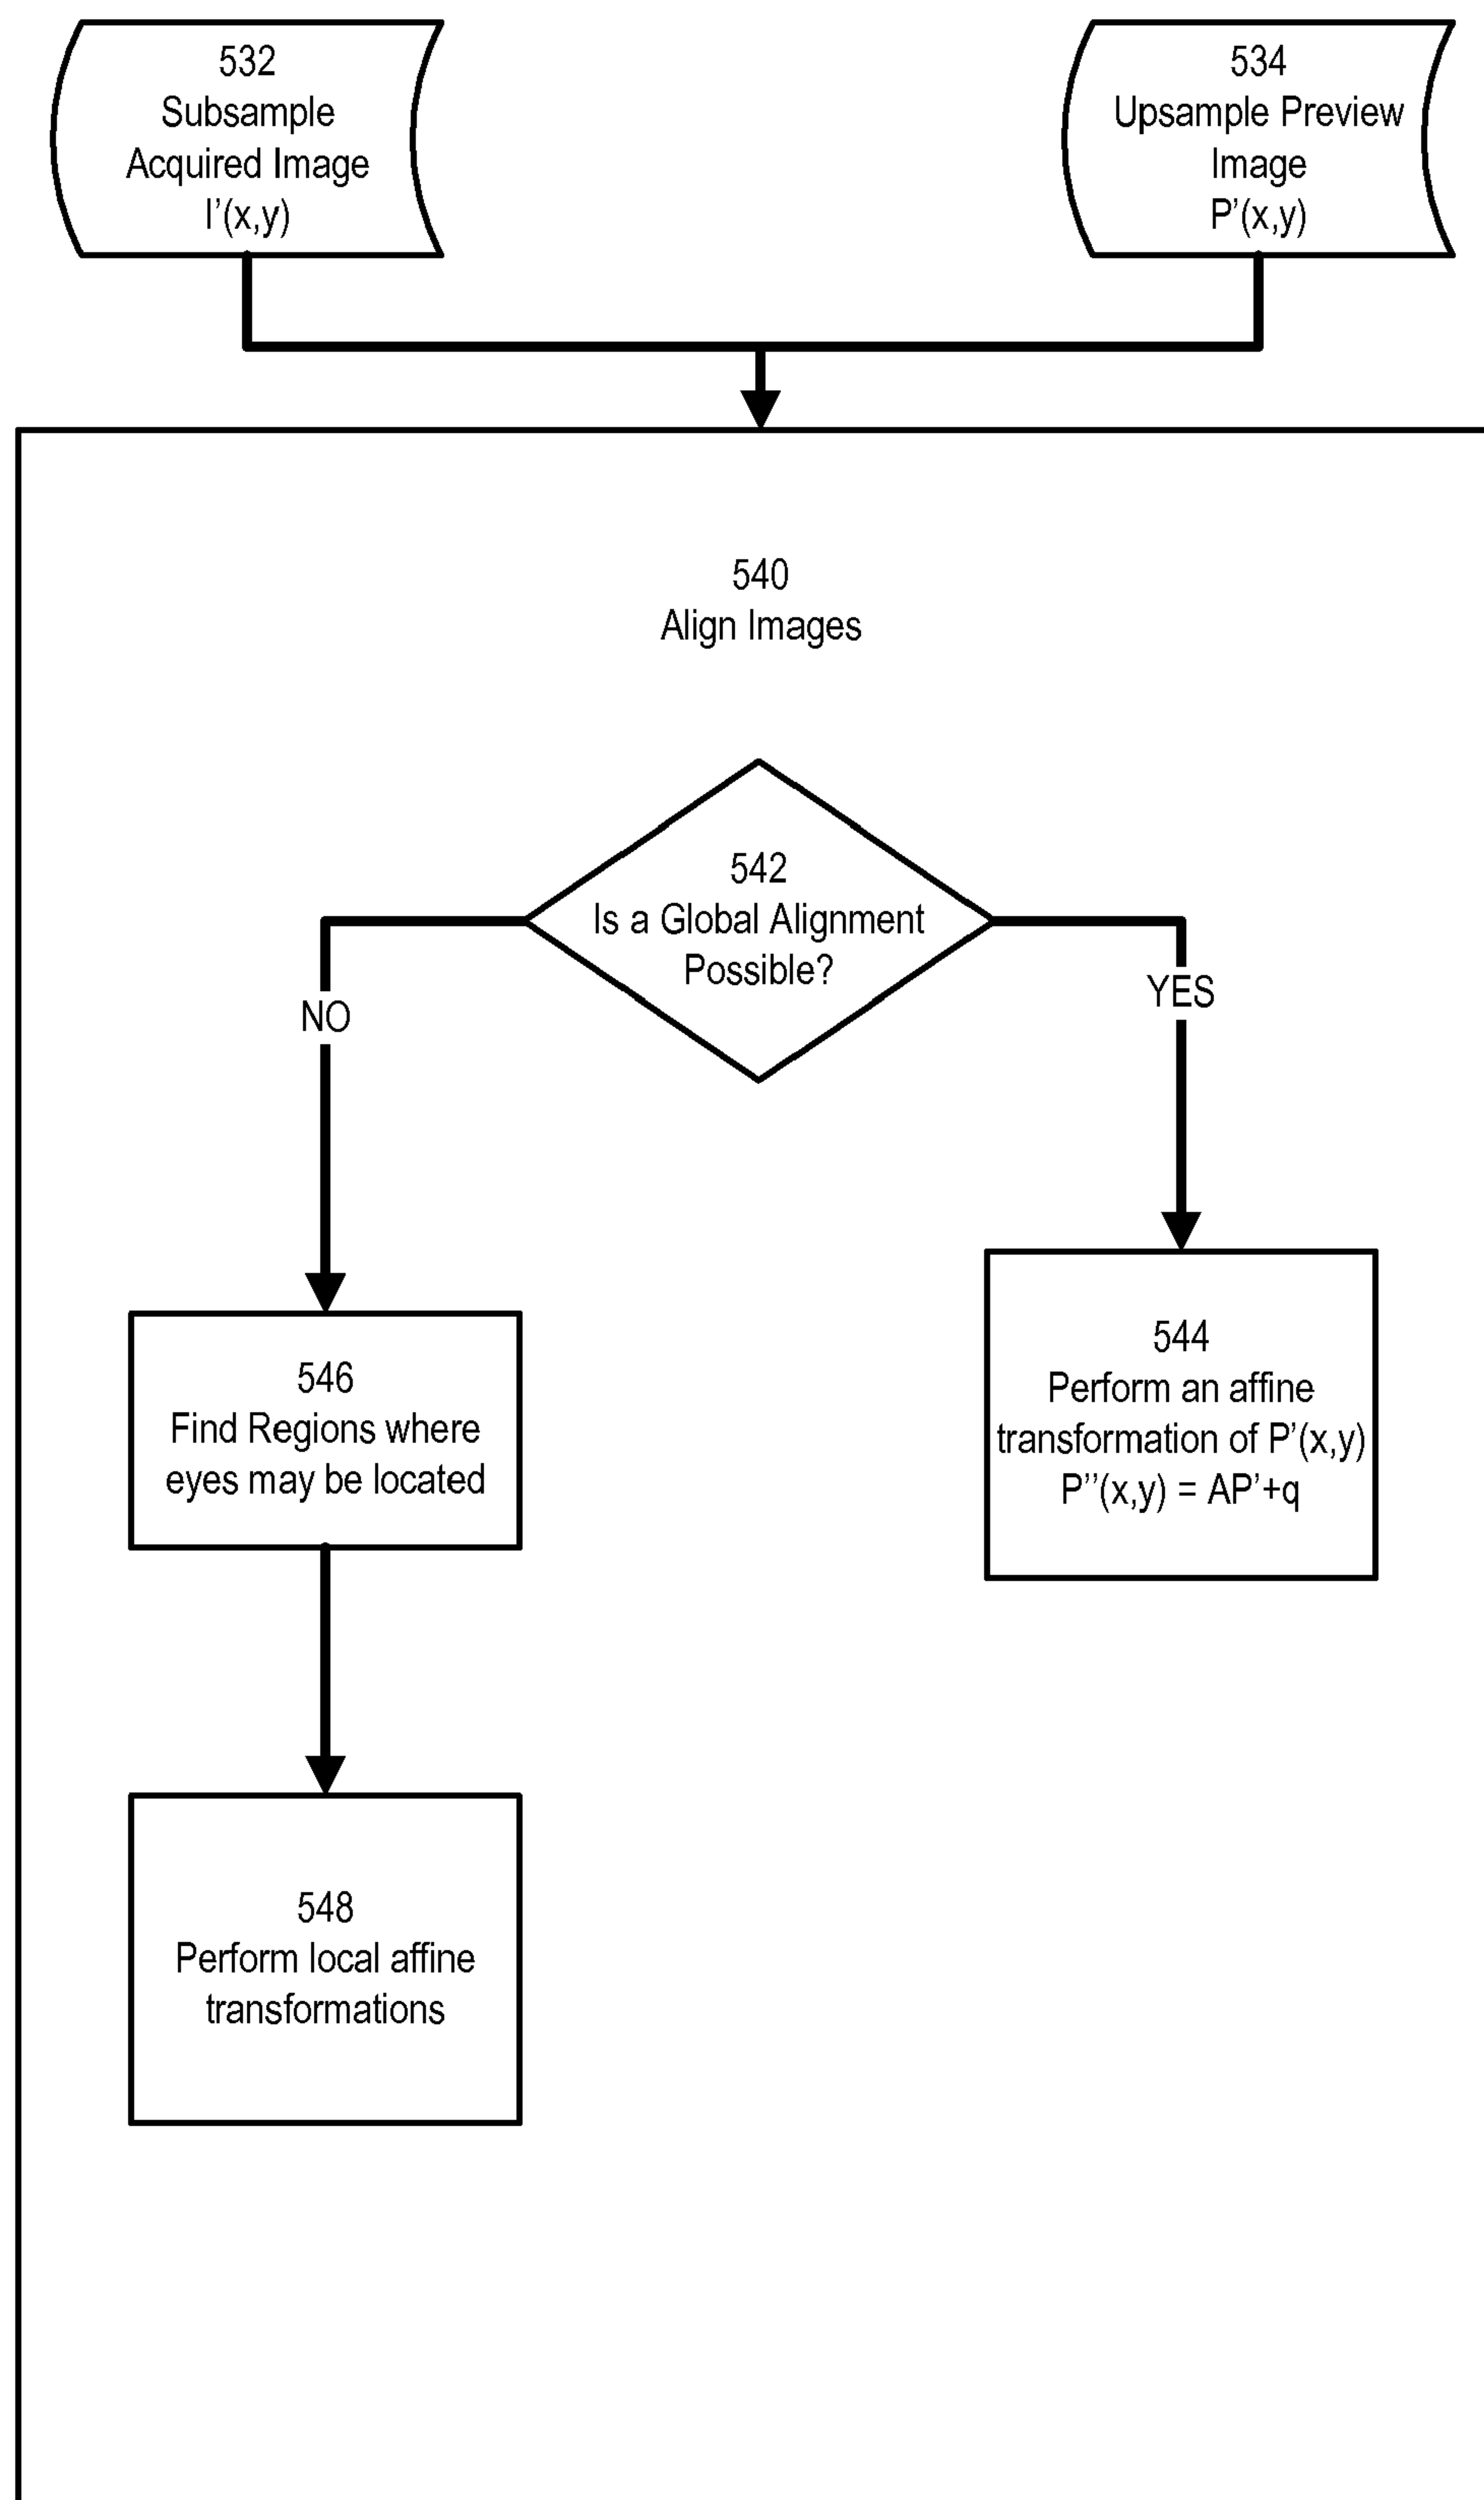 532
Subsample
Acquired Image
I'(x,y)
534
Upsample Preview
Image
P'(x,y)
540
Align Images
542
Is a Global Alignment
Possible?
NO
YES
546
Find Regions where
eyes may be located
544
Perform an affine
transformation of P'(x,y)
P''(x,y) = AP'+q
548
Perform local affine
transformations